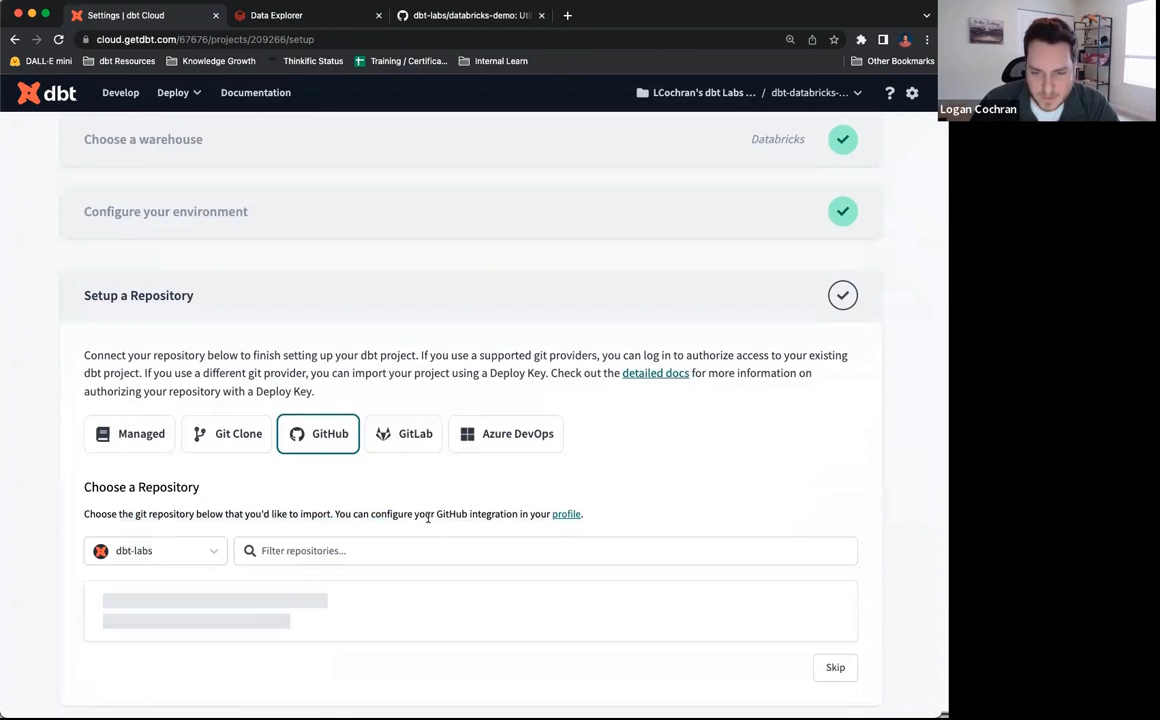 Settings | dbt Cloud
Data Explorer
dbt-labs/databricks-demo: Util
cloud.getdbt.com/67676/projects/209266/setup
DALL-E mini
dbt Resources
Knowledge Growth
Thinkific Status
Training / Certifica...
Internal Learn
Other Bookmarks
dbt
Develop
Deploy
Documentation
LCochran's dbt Labs ... / dbt-databricks-...
Logan Cochran
Choose a warehouse
Databricks
Configure your environment
Setup a Repository
Connect your repository below to finish setting up your dbt project. If you use a supported git providers, you can log in to authorize access to your existing
dbt project. If you use a different git provider, you can import your project using a Deploy Key. Check out the detailed docs for more information on
authorizing your repository with a Deploy Key.
Managed
Git Clone
GitHub
GitLab
Azure DevOps
Choose a Repository
Choose the git repository below that you'd like to import. You can configure your GitHub integration in your profile.
dbt-labs
Filter repositories...
Skip